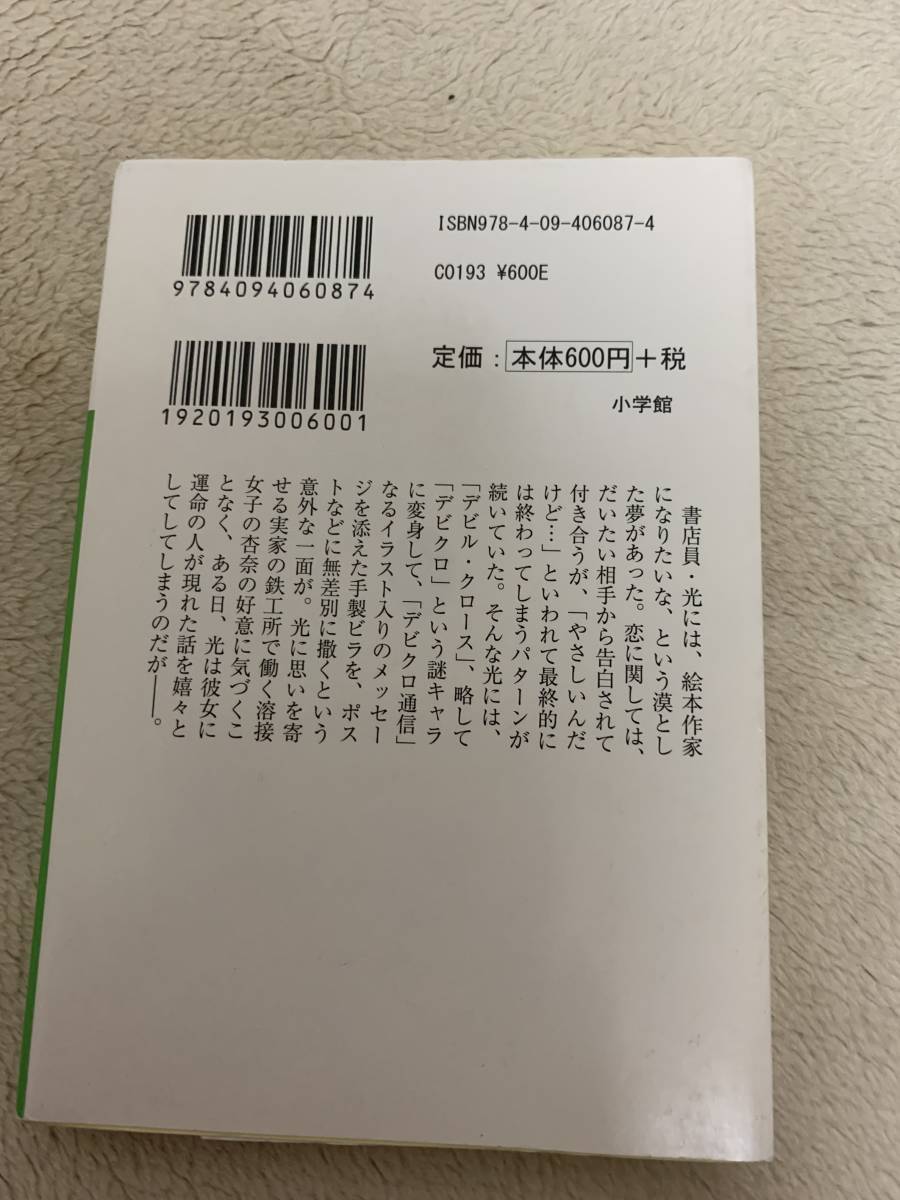 ISBN978-4-09-406087-4
9784094060874
C0193 ¥600E
1920193006001
定価：本体600円＋税
小学館
書店員・光には、絵本作家
になりたいな、という漠とし
た夢があった。恋に関しては、
だいたい相手から告白されて
付き合うが、「やさしいんだ
けど…」といわれて最終的に
は終わってしまうパターンが
続いていた。そんな光には、
「デビル・クロース」、略して
「デビクロ」という謎キャラ
に変身して、「デビクロ通信」
なるイラスト入りのメッセー
ジを添えた手製ビラを、ポス
トなどに無差別に撒くという
意外な一面が。光に思いを寄
せる実家の鉄工所で働く溶接
女子の杏奈の好意に気づくこ
となく、ある日、光は彼女に
運命の人が現れた話を嬉々と
してしてしまうのだが――。